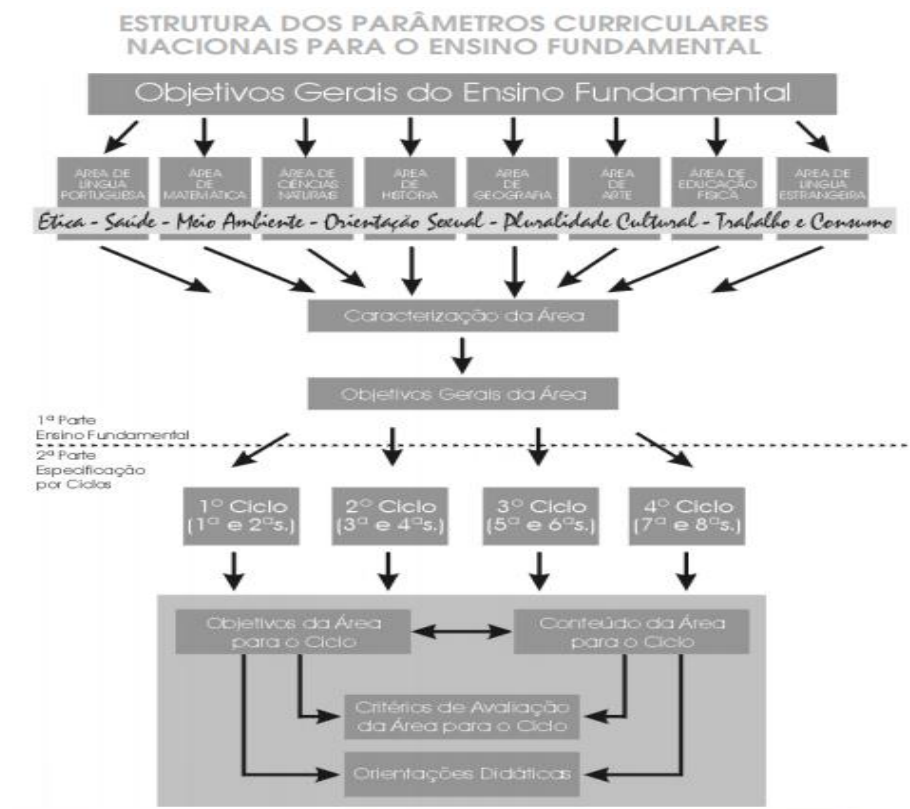 ESTRUTURA DOS PARÂMETROS CURRICULARES
NACIONAIS PARA O ENSINO FUNDAMENTAL
Objetivos Gerais do Ensino Fundamental
ÁREA DE
LÍNGUA
PORTUGUESA
ÁREA
DE
MATEMÁTICA
ÁREA DE
CIÊNCIAS
NATURAIS
ÁREA
DE
HISTÓRIA
ÁREA
DE
GEOGRAFIA
ÁREA
DE
ARTE
ÁREA DE
EDUCAÇÃO
FÍSICA
ÁREA DE
LÍNGUA
ESTRANGEIRA
Ética - Saúde - Meio Ambiente - Orientação Sexual - Pluralidade Cultural - Trabalho e Consumo
Caracterização da Área
Objetivos Gerais da Área
1ª Parte
Ensino Fundamental
2ª Parte
Especificação
por Ciclos
1º Ciclo
(1ª e 2ªs.)
2º Ciclo
(3ª e 4ªs.)
3º Ciclo
(5ª e 6ªs.)
4º Ciclo
(7ª e 8ªs.)
Objetivos da Área
para o Ciclo
Conteúdo da Área
para o Ciclo
Critérios de Avaliação
da Área para o Ciclo
Orientações Didáticas